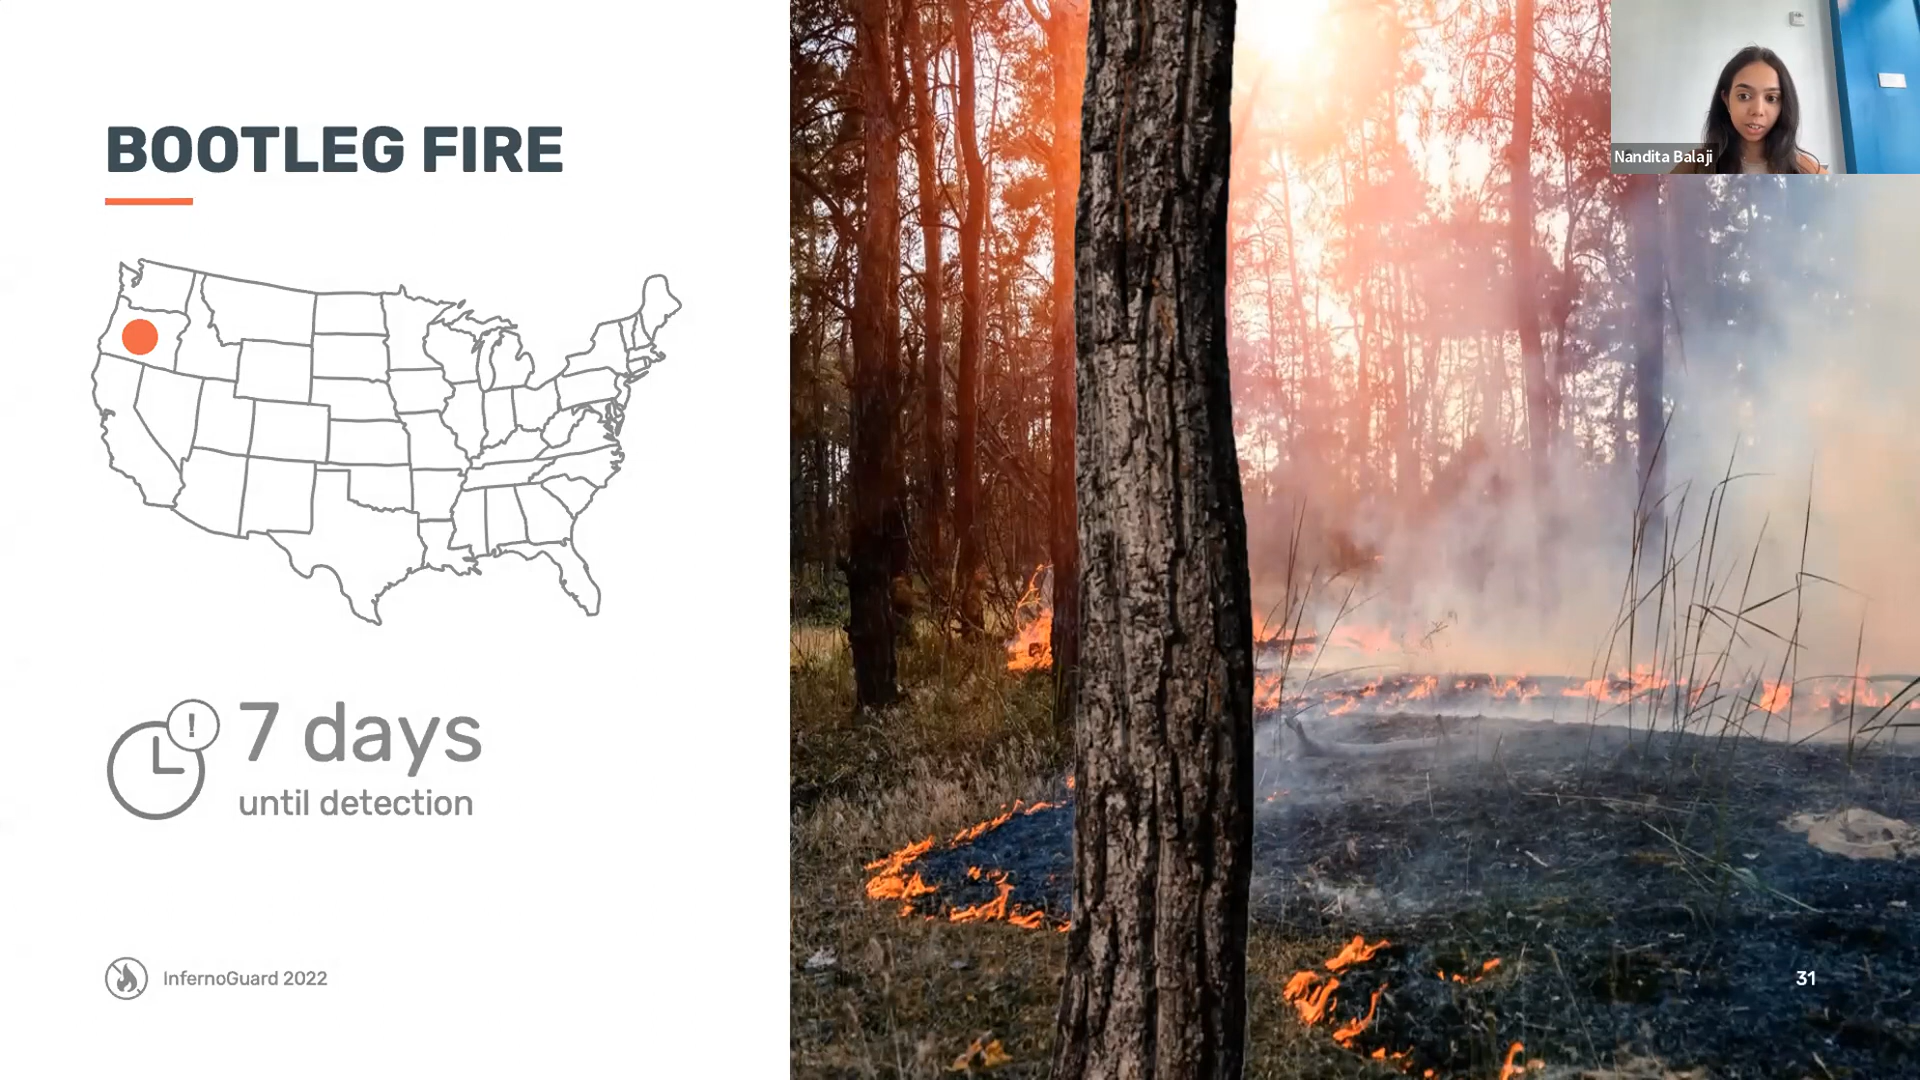 BOOTLEG FIRE
Nandita Balaji
!
7 days
until detection
InfernoGuard 2022
31